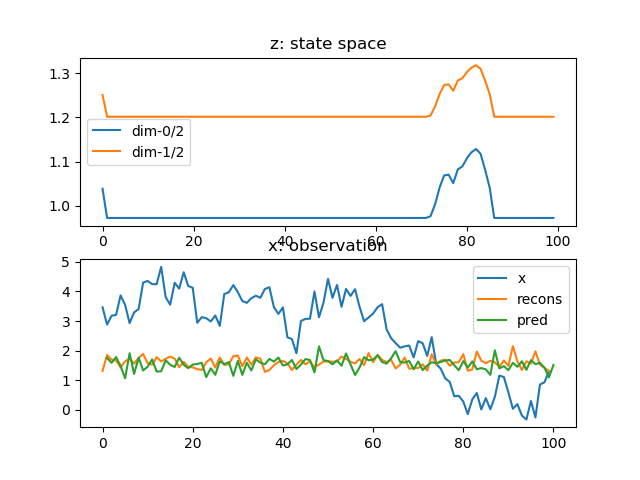 z: state space
1.3
1.2
1.1
1.0
dim-0/2
dim-1/2
0 20 40 60 80 100
x: observation
5
4
3
2
1
0
x
recons
pred
0 20 40 60 80 100